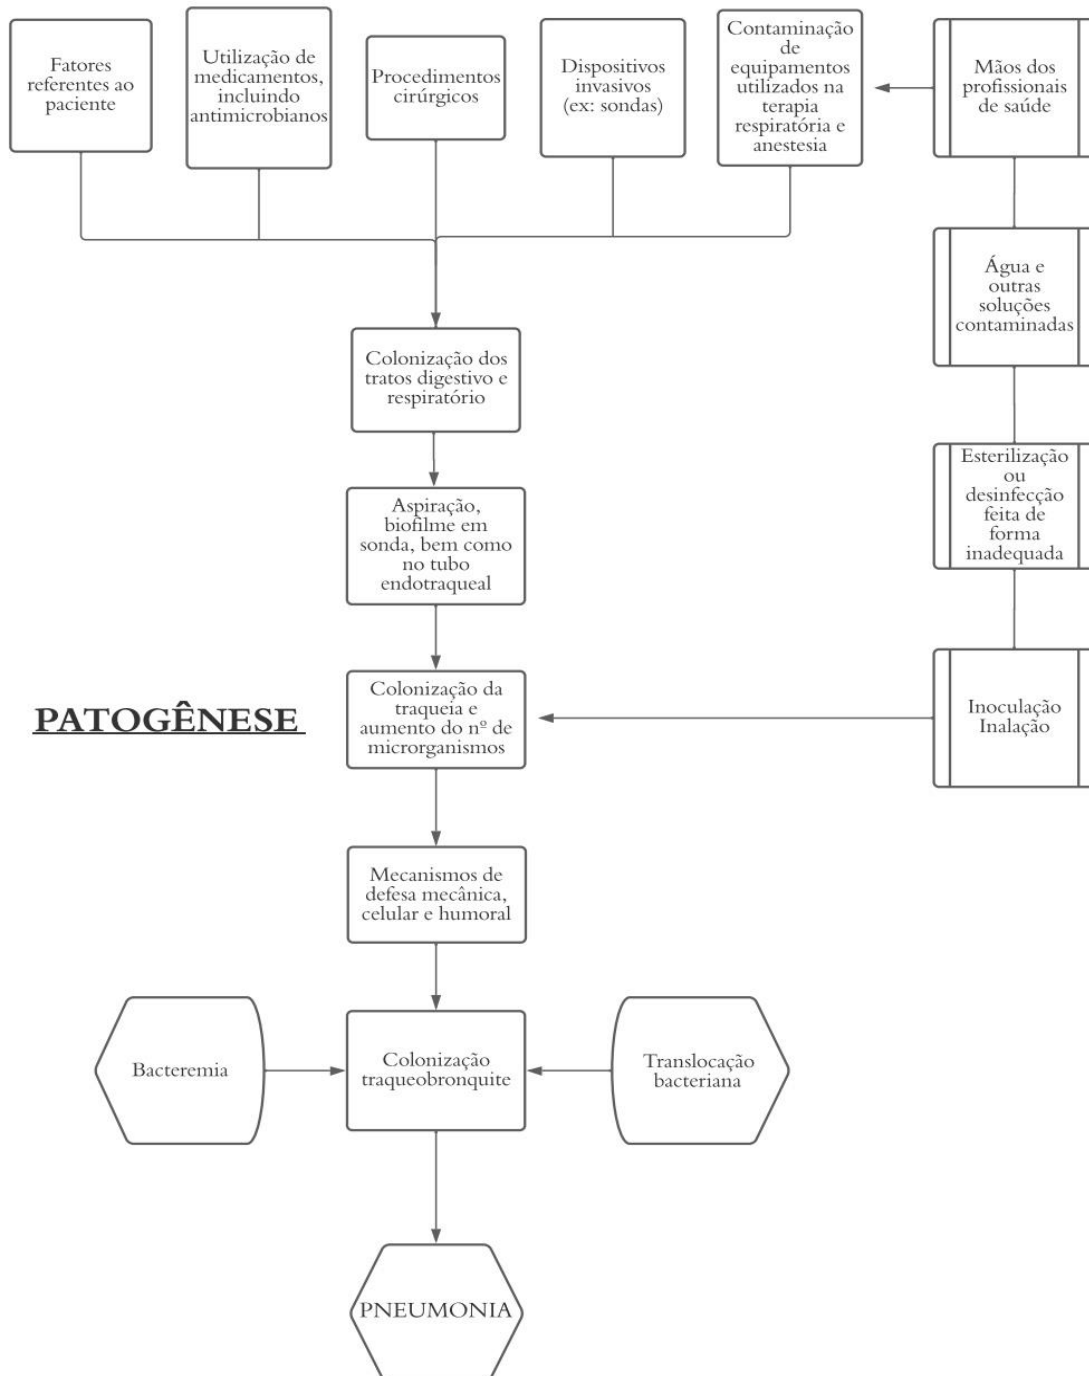 Fatores
referentes ao
paciente
Utilização de
medicamentos,
incluindo
antimicrobianos
Procedimentos
cirúrgicos
Dispositivos
invasivos
(ex: sondas)
Contaminação
de
equipamentos
utilizados na
terapia
respiratória e
anestesia
Mãos dos
profissionais
de saúde
Água e
outras
soluções
contaminadas
Colonização dos
tratos digestivo e
respiratório
Esterilização
ou
desinfecção
feita de
forma
inadequada
Aspiração,
biofilme em
sonda, bem como
no tubo
endotraqueal
PATOGÊNESE
Colonização da
traqueia e
aumento do nº de
microrganismos
Inoculação
Inalação
Mecanismos de
defesa mecânica,
celular e humoral
Bacteremia
Colonização
traqueobronquite
Translocação
bacteriana
PNEUMONIA